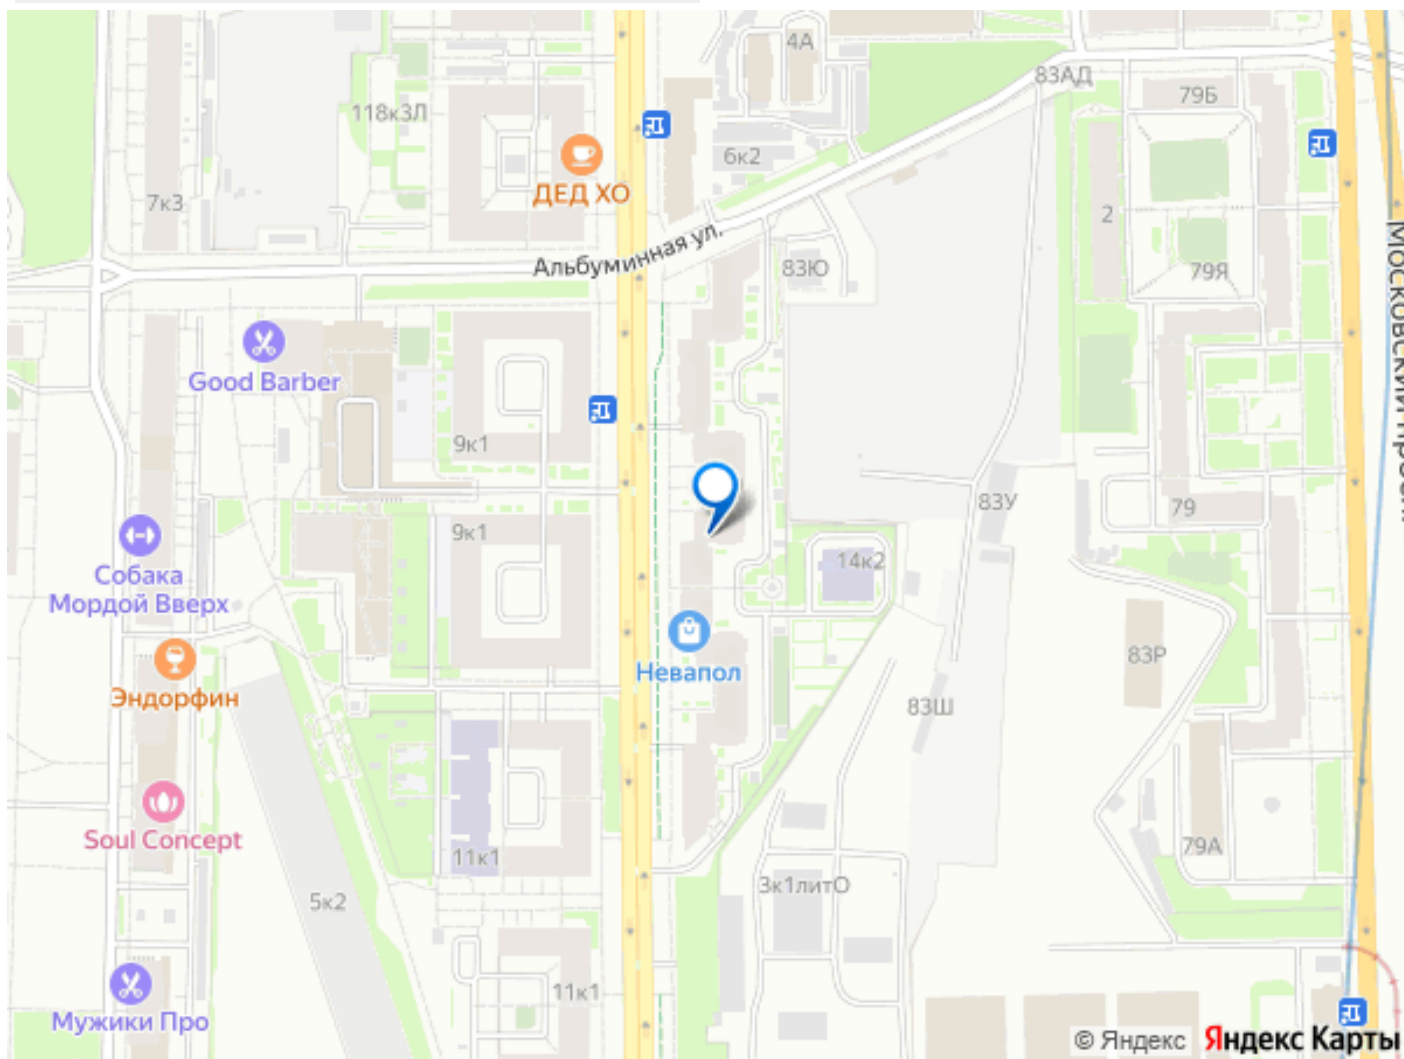 4А
83АД
79Б
118к3Л
6к2
ДЕД ХО
7к3
2
Альбуминная ул.
83Ю
79Я
Московский просп.
Good Barber
9к1
9к1
83У
79
14к2
Собака
Мордой Вверх
Невапол
83Р
Эндорфин
83Ш
Soul Concept
11к1
79А
5к2
3к1литО
11к1
Мужики Про
© Яндекс Яндекс Карты